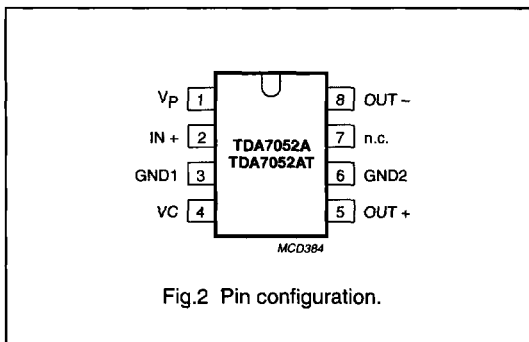 VP 1 8 OUT −
IN + 2 TDA7052A 7 n.c.
TDA7052AT
GND1 3 6 GND2
VC 4 5 OUT +
MCD384
Fig.2 Pin configuration.